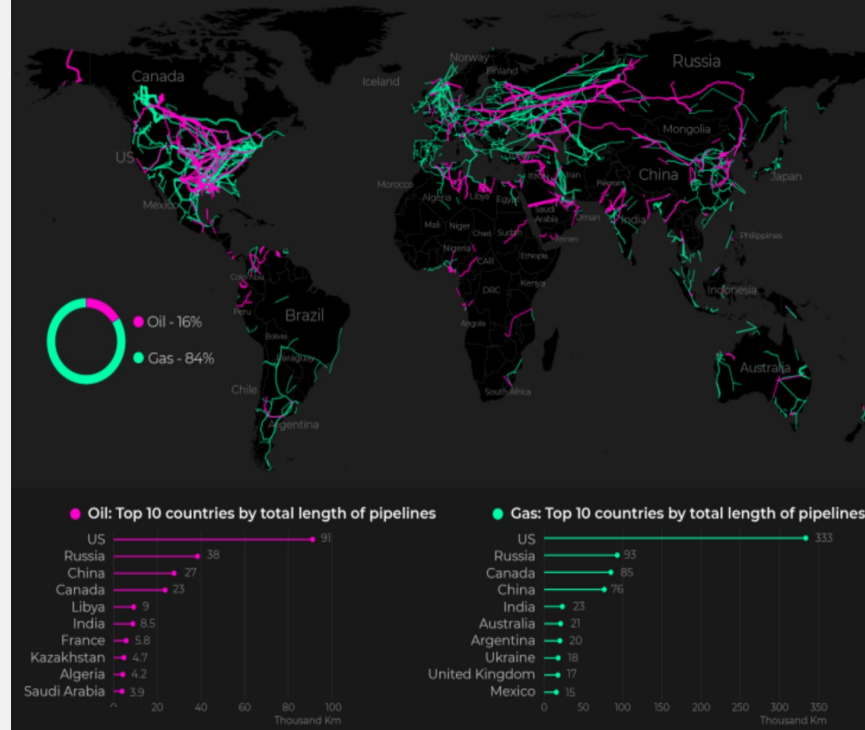 Norway
Russia
Canada
Finland
Iceland
Mongolia
US
China
Iraq
Iran
Japan
Morocco
Pakistan
Algeria
Libya
Egypt
Mexico
Saudi
Arabia
Oman
India
Mali
Niger
Chad
Sudan
Yemen
Philippines
Nigeria
Ethiopia
CAR
Colombia
Kenya
DRC
Indonesia
Peru
Brazil
Oil - 16%
Angola
Bolivia
Gas - 84%
Paraguay
Australia
Chile
South Africa
Argentina
Oil: Top 10 countries by total length of pipelines
US 91
Russia 38
China 27
Canada 23
Libya 9
India 8.5
France 5.8
Kazakhstan 4.7
Algeria 4.2
Saudi Arabia 3.9
0 20 40 60 80 100
Thousand Km
Gas: Top 10 countries by total length of pipelines
US 333
Russia 93
Canada 85
China 76
India 23
Australia 21
Argentina 20
Ukraine 18
United Kingdom 17
Mexico 15
0 50 100 150 200 250 300 350
Thousand Km